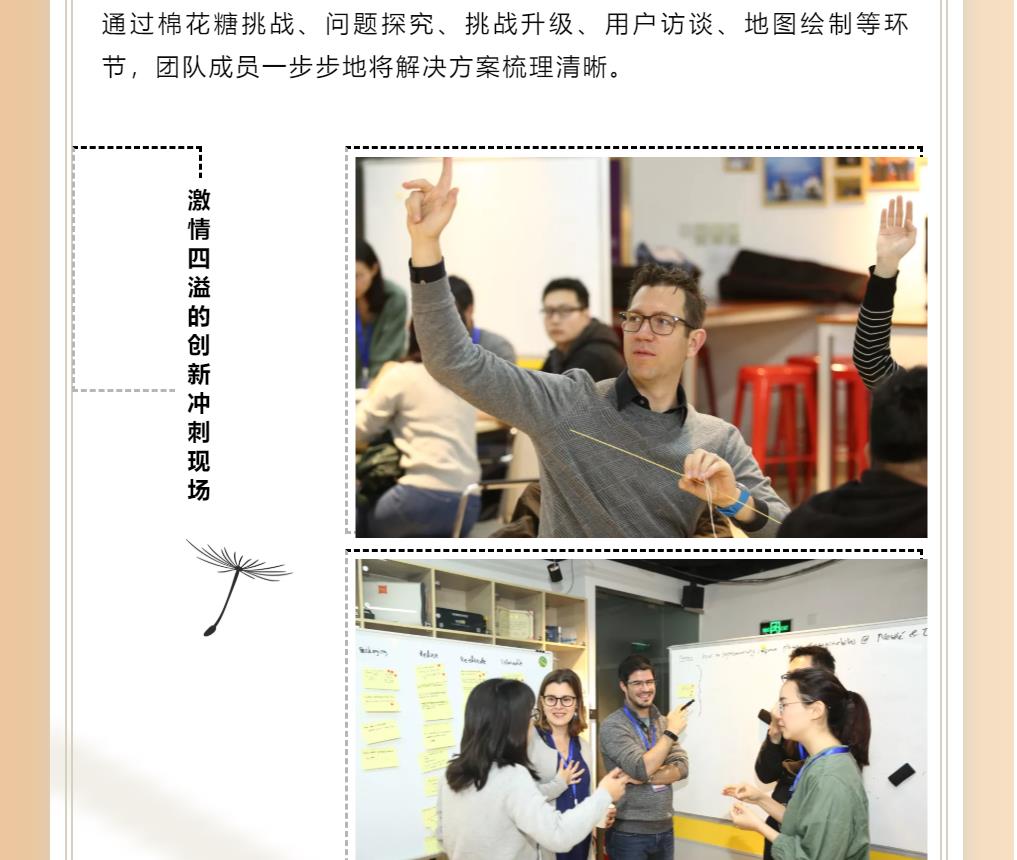 通过棉花糖挑战、问题探究、挑战升级、用户访谈、地图绘制等环
节，团队成员一步步地将解决方案梳理清晰。
激情四溢的创新冲刺现场
Packaging
Reduce